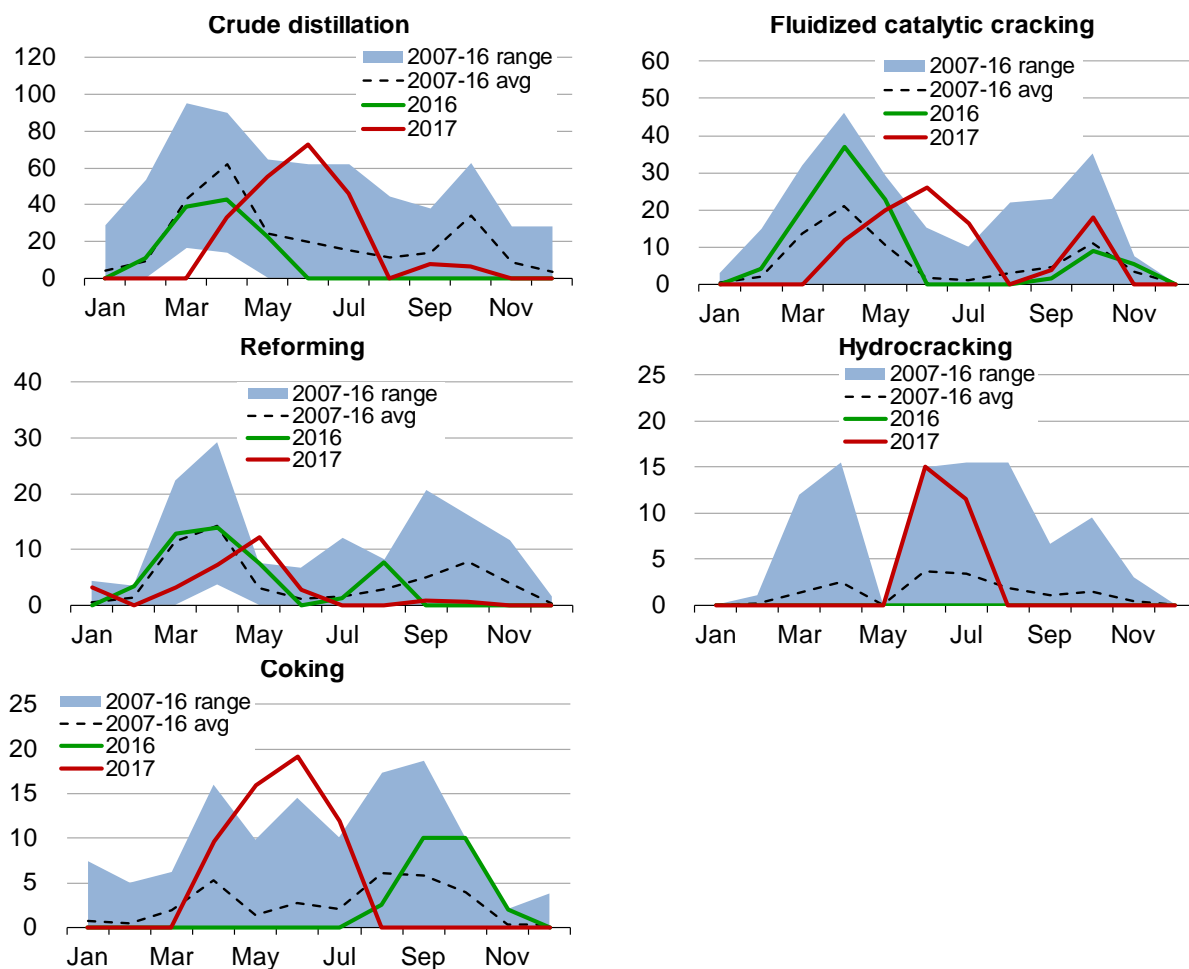 Crude distillation
120
100
80
60
40
20
0
2007-16 range
2007-16 avg
2016
2017
Jan Mar May Jul Sep Nov
Fluidized catalytic cracking
60
50
40
30
20
10
0
2007-16 range
2007-16 avg
2016
2017
Jan Mar May Jul Sep Nov
Reforming
40
30
20
10
0
2007-16 range
2007-16 avg
2016
2017
Jan Mar May Jul Sep Nov
Hydrocracking
25
20
15
10
5
0
2007-16 range
2007-16 avg
2016
2017
Jan Mar May Jul Sep Nov
Coking
25
20
15
10
5
0
2007-16 range
2007-16 avg
2016
2017
Jan Mar May Jul Sep Nov